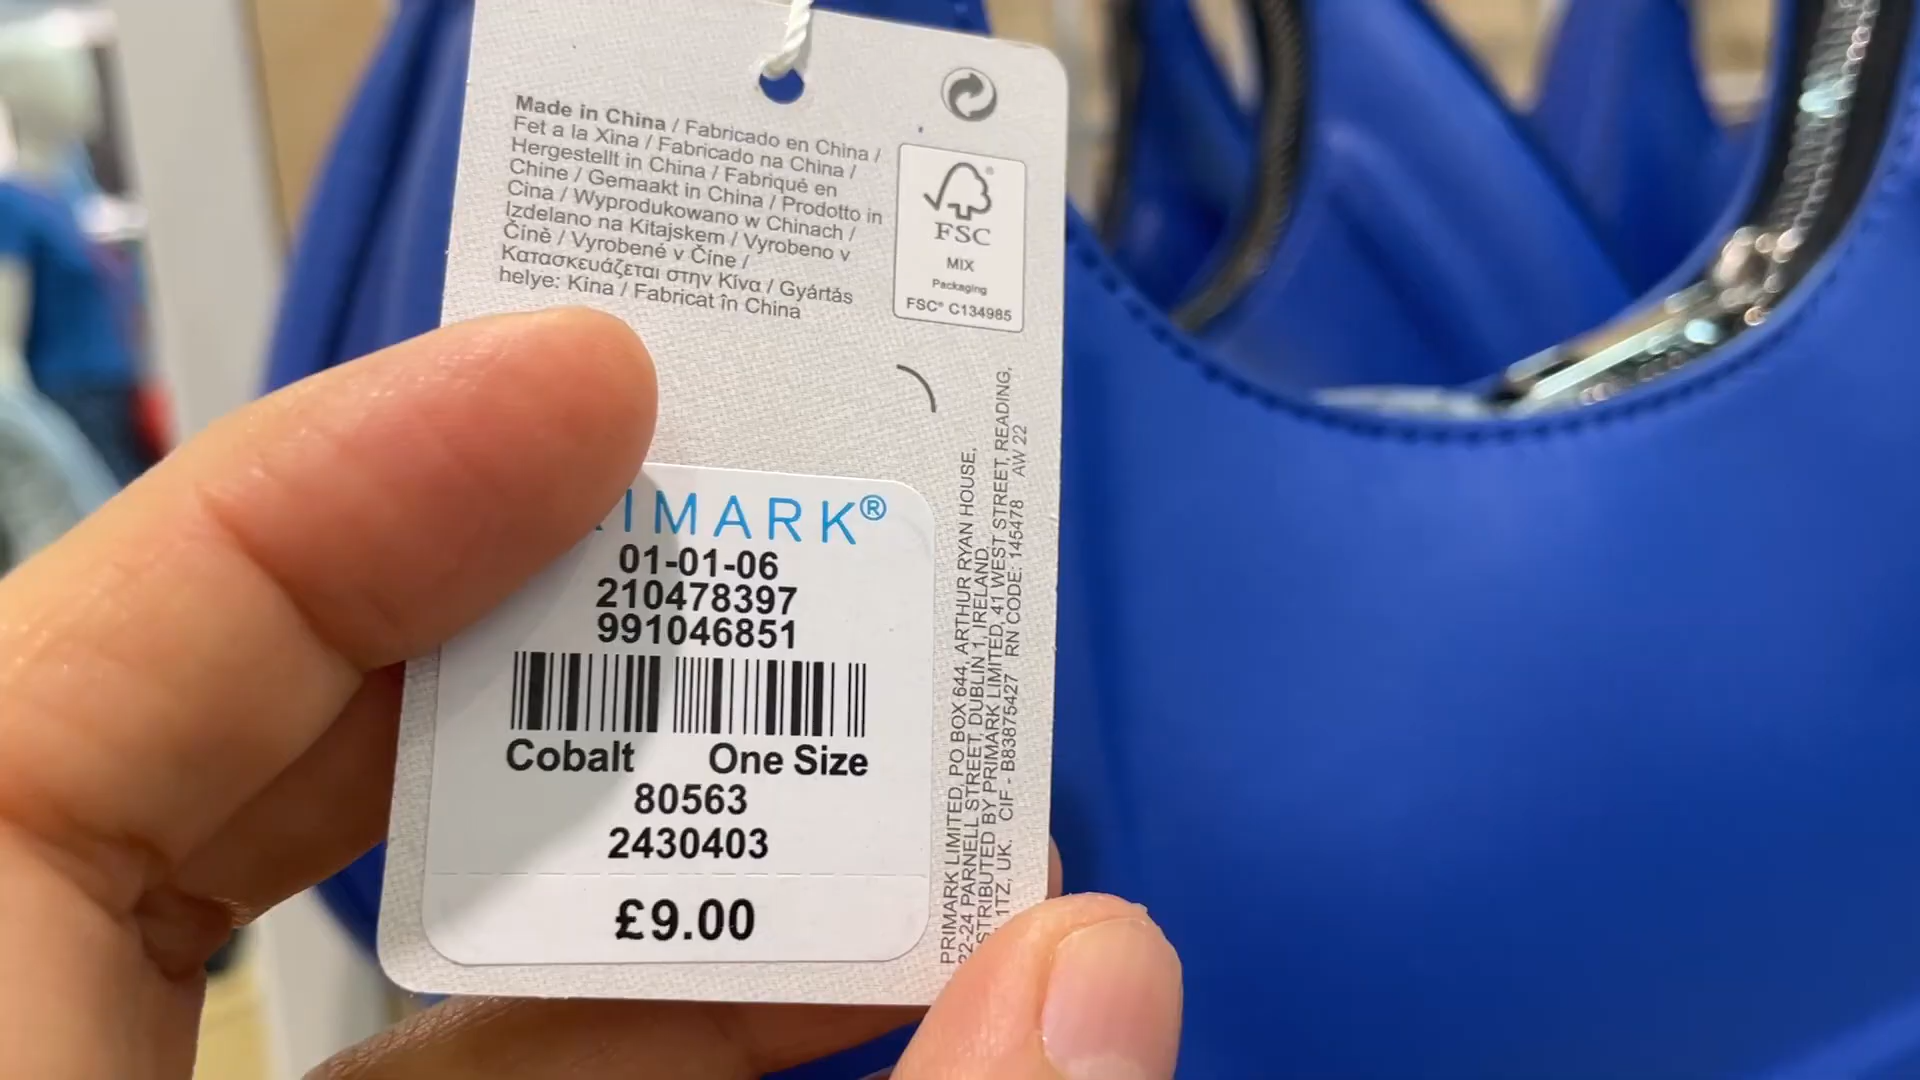 Made in China / Fabricado en China /
Fet a la Xina / Fabricado na China /
Hergestellt in China / Fabriqué en
Chine / Gemaakt in China / Prodotto in
Cina / Wyprodukowano w Chinach /
Izdelano na Kitajskem / Vyrobeno v
Číně / Vyrobené v Číne /
Κατασκευάζεται στην Κίνα / Gyártás
helye: Kína / Fabricat în China
FSC
MIX
Packaging
FSC® C134985
IMARK®
01-01-06
210478397
991046851
Cobalt One Size
80563
2430403
£9.00
PRIMARK LIMITED, PO BOX 644, ARTHUR RYAN HOUSE,
22-24 PARNELL STREET, DUBLIN 1, IRELAND.
STRIBUTED BY PRIMARK LIMITED, 41 WEST STREET, READING,
1TZ, UK. CIF - B83875427 RN CODE: 145478 AW 22